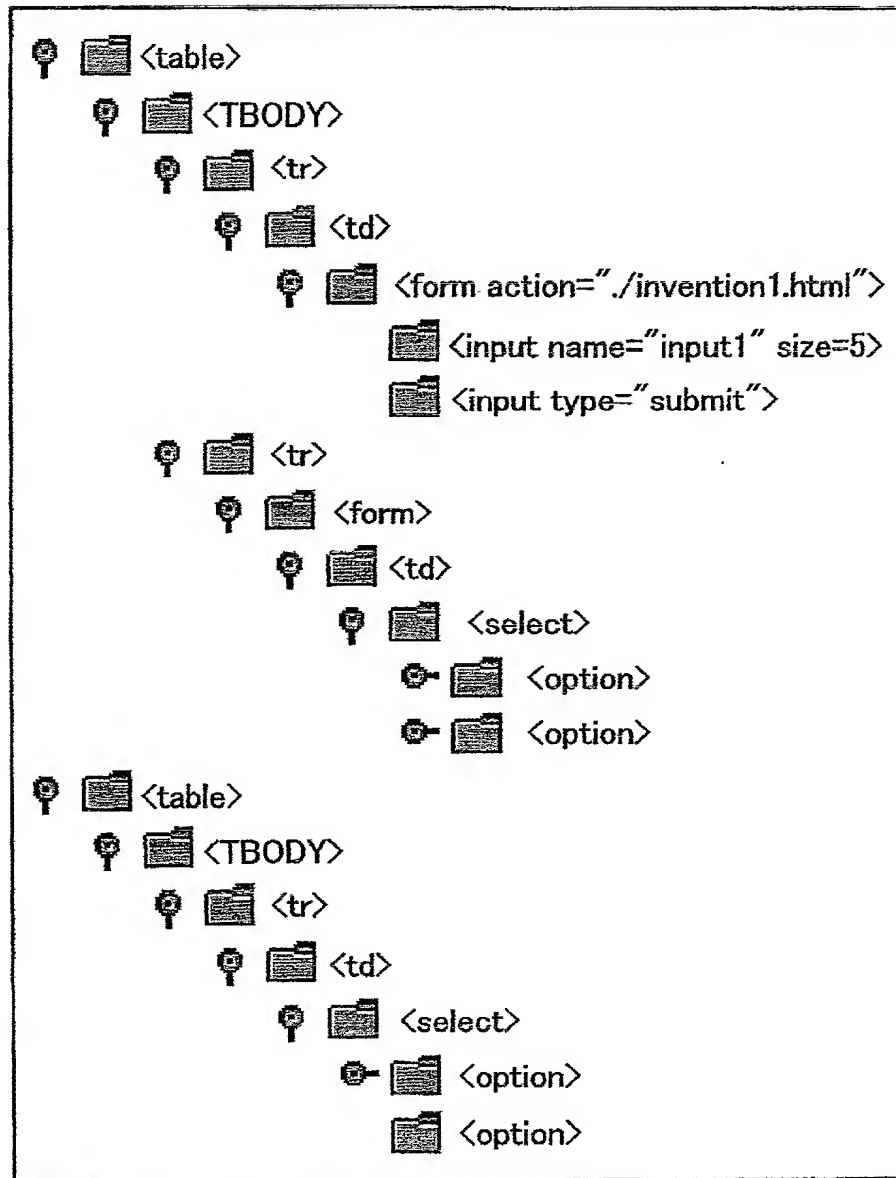 <table>
<TBODY>
<tr>
<td>
<form action="./invention1.html">
<input name="input1" size=5>
<input type="submit">
<tr>
<form>
<td>
<select>
<option>
<option>
<table>
<TBODY>
<tr>
<td>
<select>
<option>
<option>